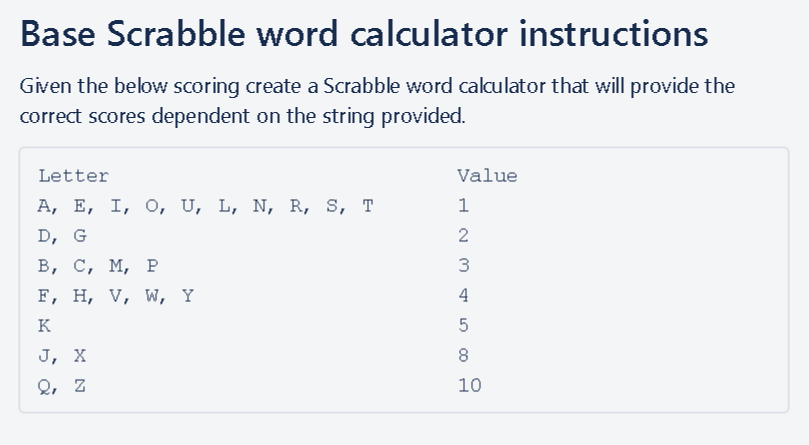 Base Scrabble word calculator instructions
Given the below scoring create a Scrabble word calculator that will provide the
correct scores dependent on the string provided.
Letter Value
A, E, I, O, U, L, N, R, S, T 1
D, G 2
B, C, M, P 3
F, H, V, W, Y 4
K 5
J, X 8
Q, Z 10